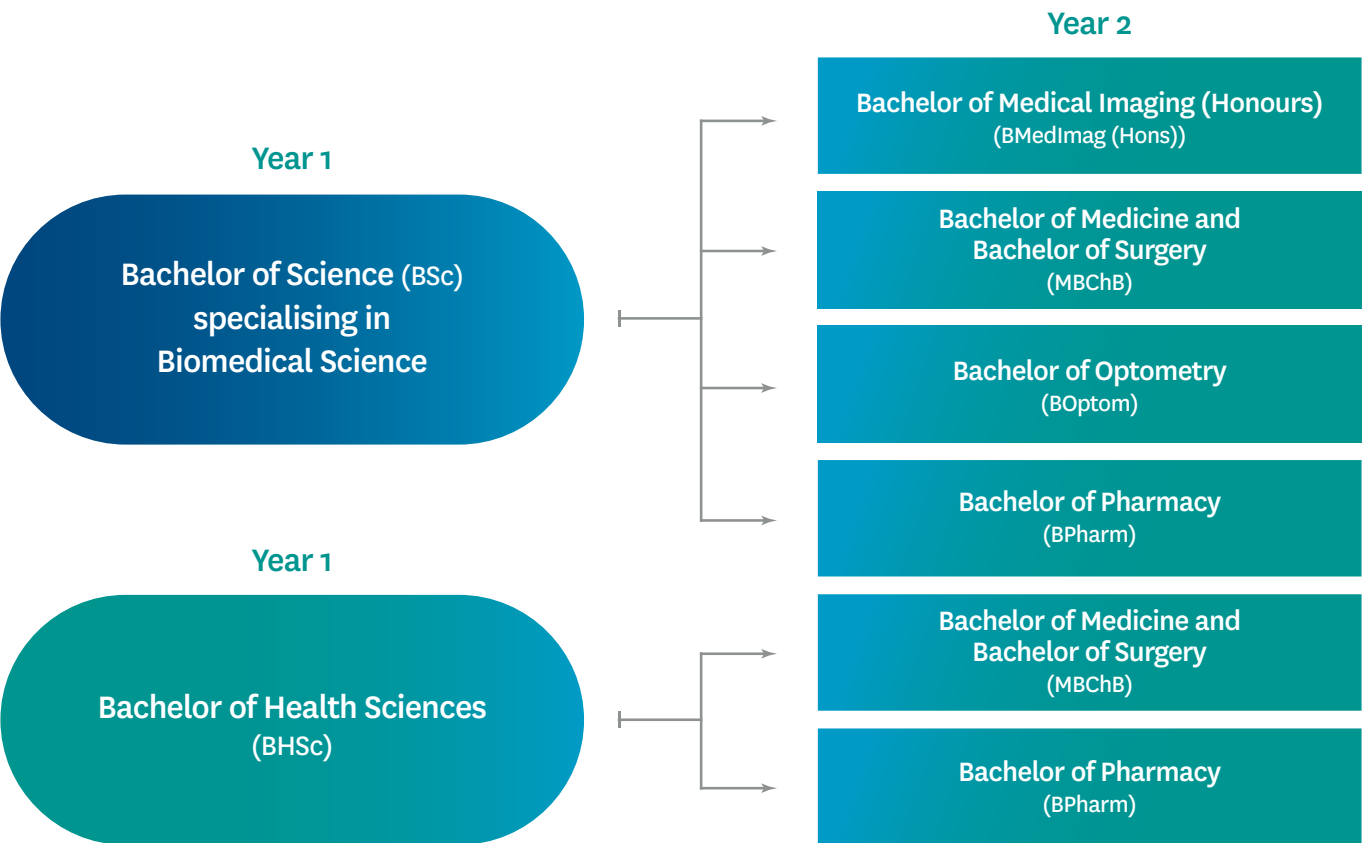 Year 1
Bachelor of Science (BSc)
specialising in
Biomedical Science
Year 2
Bachelor of Medical Imaging (Honours)
(BMedImag (Hons))
Bachelor of Medicine and
Bachelor of Surgery
(MBChB)
Bachelor of Optometry
(BOptom)
Bachelor of Pharmacy
(BPharm)
Year 1
Bachelor of Health Sciences
(BHSc)
Bachelor of Medicine and
Bachelor of Surgery
(MBChB)
Bachelor of Pharmacy
(BPharm)